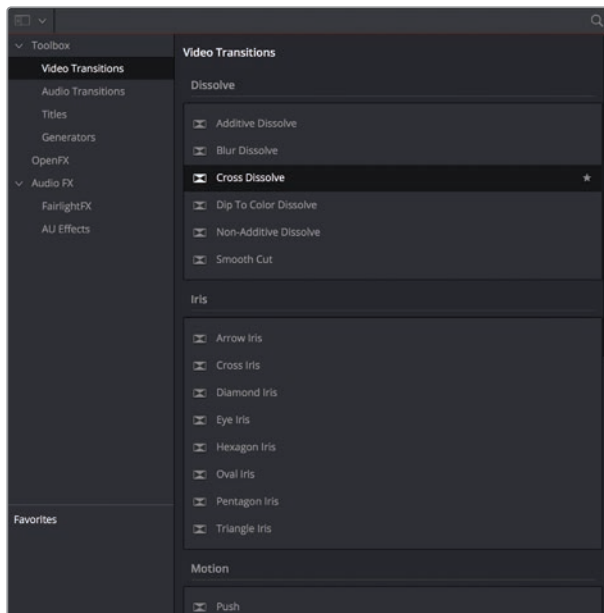 Toolbox
Video Transitions
Audio Transitions
Titles
Generators
OpenFX
Audio FX
FairlightFX
AU Effects
Favorites
Video Transitions
Dissolve
Additive Dissolve
Blur Dissolve
Cross Dissolve
Dip To Color Dissolve
Non-Additive Dissolve
Smooth Cut
Iris
Arrow Iris
Cross Iris
Diamond Iris
Eye Iris
Hexagon Iris
Oval Iris
Pentagon Iris
Triangle Iris
Motion
Push